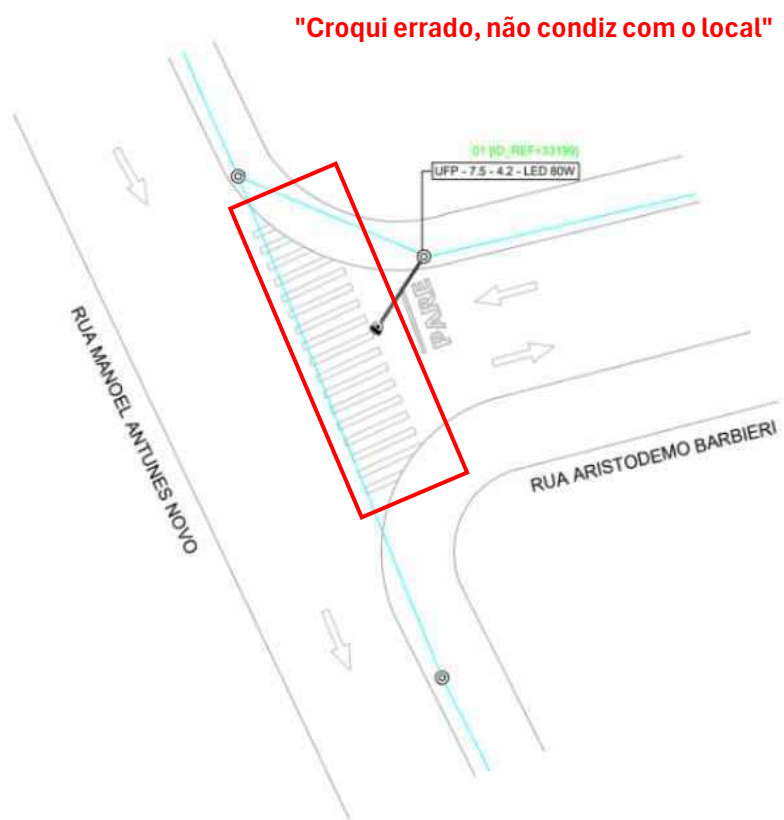 "Croqui errado, não condiz com o local"
01 [ID_REF=33199]
UFP - 7.5 - 4.2 - LED 80W
PARE
RUA MANOEL ANTUNES NOVO
RUA ARISTODEMO BARBIERI